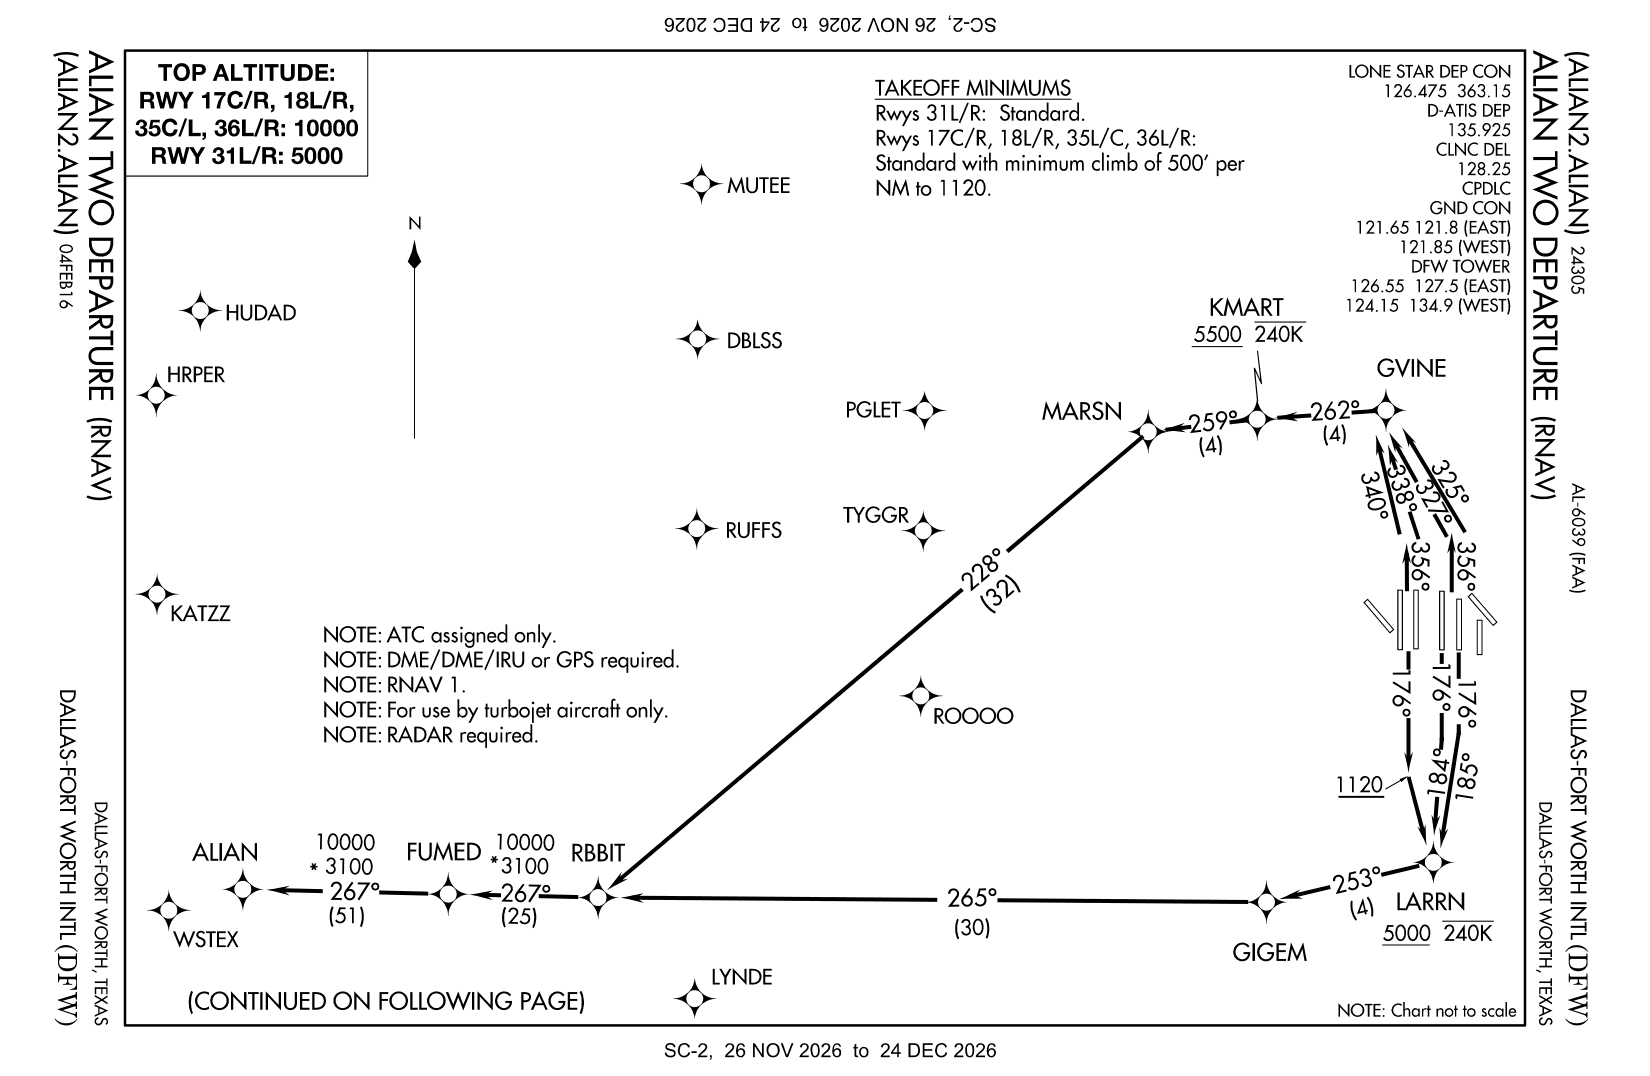 SC-2, 26 NOV 2026 to 24 DEC 2026
(ALIAN2.ALIAN) 04FEB16
ALIAN TWO DEPARTURE (RNAV)
DALLAS-FORT WORTH INTL (DFW)
DALLAS-FORT WORTH, TEXAS
TOP ALTITUDE:
RWY 17C/R, 18L/R,
35C/L, 36L/R: 10000
RWY 31L/R: 5000
TAKEOFF MINIMUMS
Rwys 31L/R: Standard.
Rwys 17C/R, 18L/R, 35L/C, 36L/R:
Standard with minimum climb of 500' per
NM to 1120.
LONE STAR DEP CON
126.475 363.15
D-ATIS DEP
135.925
CLNC DEL
128.25
CPDLC
GND CON
121.65 121.8 (EAST)
121.85 (WEST)
DFW TOWER
126.55 127.5 (EAST)
124.15 134.9 (WEST)
(ALIAN2.ALIAN) 24305
ALIAN TWO DEPARTURE (RNAV)
AL-6039 (FAA)
DALLAS-FORT WORTH INTL (DFW)
DALLAS-FORT WORTH, TEXAS
N
MUTEE
HUDAD
DBLSS
HRPER
PGLET
KMART
5500 240K
GVINE
MARSN
259°
(4)
262°
(4)
340°
338°
327°
325°
356°
356°
RUFFS
TYGGR
228°
(32)
KATZZ
NOTE: ATC assigned only.
NOTE: DME/DME/IRU or GPS required.
NOTE: RNAV 1.
NOTE: For use by turbojet aircraft only.
NOTE: RADAR required.
ROOOO
176°
176°
176°
1120
184°
185°
ALIAN
10000
*3100
267°
(51)
FUMED
10000
*3100
267°
(25)
RBBIT
265°
(30)
253°
(4)
LARRN
5000 240K
GIGEM
WSTEX
LYNDE
(CONTINUED ON FOLLOWING PAGE)
NOTE: Chart not to scale
SC-2, 26 NOV 2026 to 24 DEC 2026